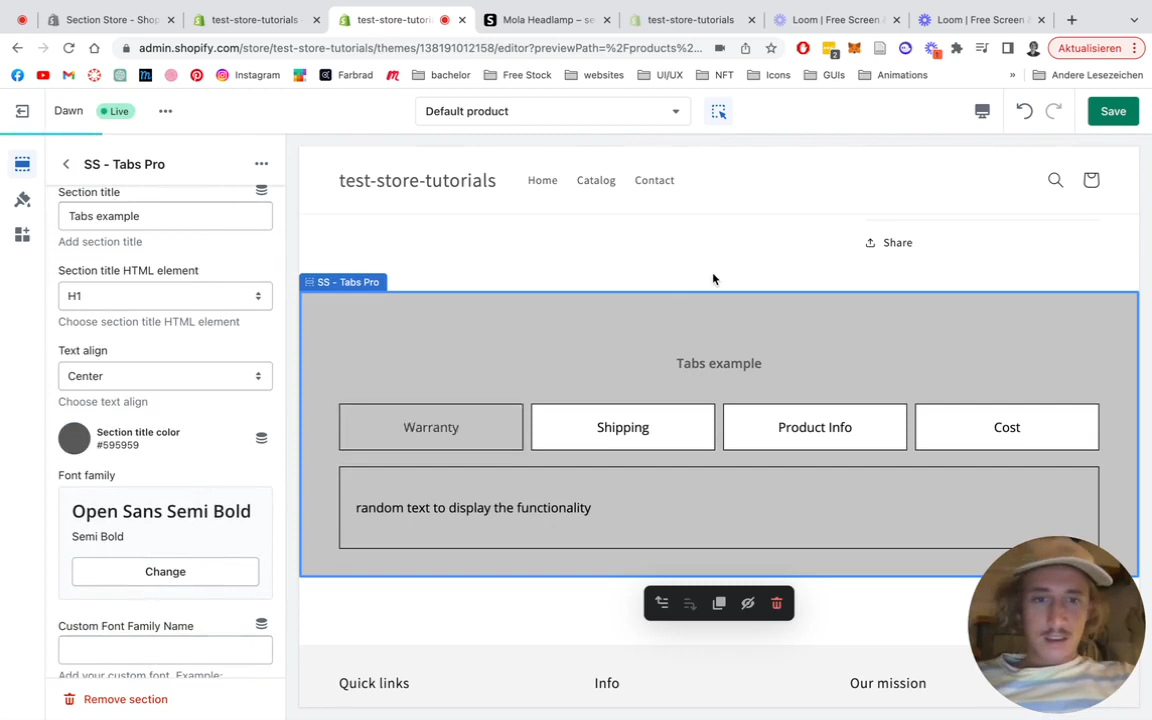 Section Store - Shop
test-store-tutorials -
test-store-tutoria
Mola Headlamp – se
test-store-tutorials
Loom | Free Screen &
Loom | Free Screen &
admin.shopify.com/store/test-store-tutorials/themes/138191012158/editor?previewPath=%2Fproducts%2...
Aktualisieren
Instagram
Farbrad
bachelor
Free Stock
websites
UI/UX
NFT
Icons
GUIs
Animations
»
Andere Lesezeichen
Dawn
Live
Default product
Save
SS - Tabs Pro
Section title
Tabs example
Add section title
Section title HTML element
H1
Choose section title HTML element
Text align
Center
Choose text align
Section title color
#595959
Font family
Open Sans Semi Bold
Semi Bold
Change
Custom Font Family Name
Add your custom font. Example:
Remove section
test-store-tutorials
Home
Catalog
Contact
Share
SS - Tabs Pro
Tabs example
Warranty
Shipping
Product Info
Cost
random text to display the functionality
Quick links
Info
Our mission